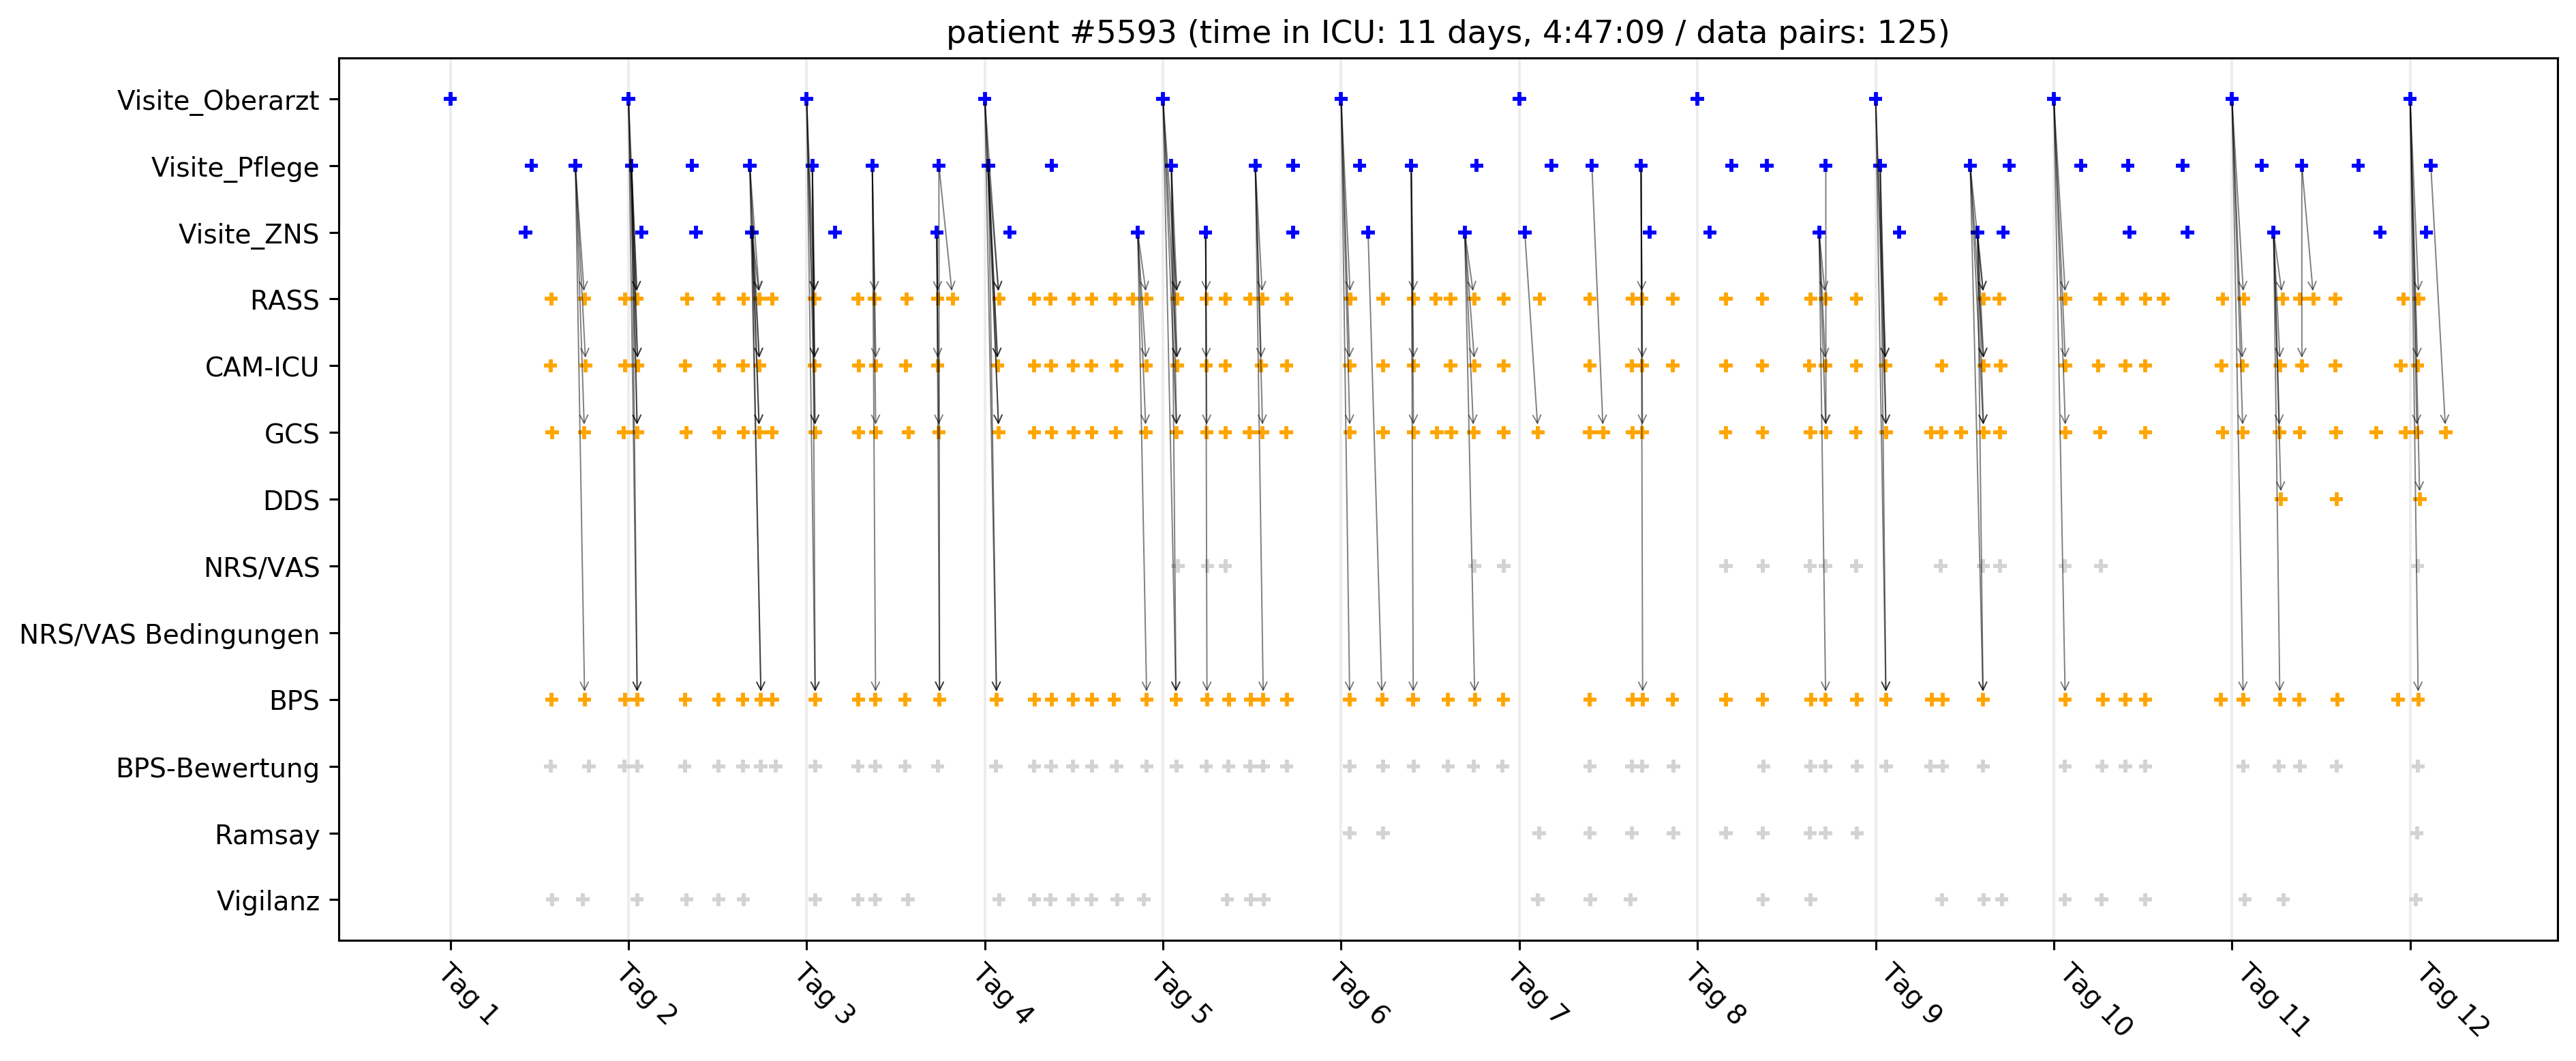 patient #5593 (time in ICU: 11 days, 4:47:09 / data pairs: 125)
Visite_Oberarzt
Visite_Pflege
Visite_ZNS
RASS
CAM-ICU
GCS
DDS
NRS/VAS
NRS/VAS Bedingungen
BPS
BPS-Bewertung
Ramsay
Vigilanz
Tag 1
Tag 2
Tag 3
Tag 4
Tag 5
Tag 6
Tag 7
Tag 8
Tag 9
Tag 10
Tag 11
Tag 12